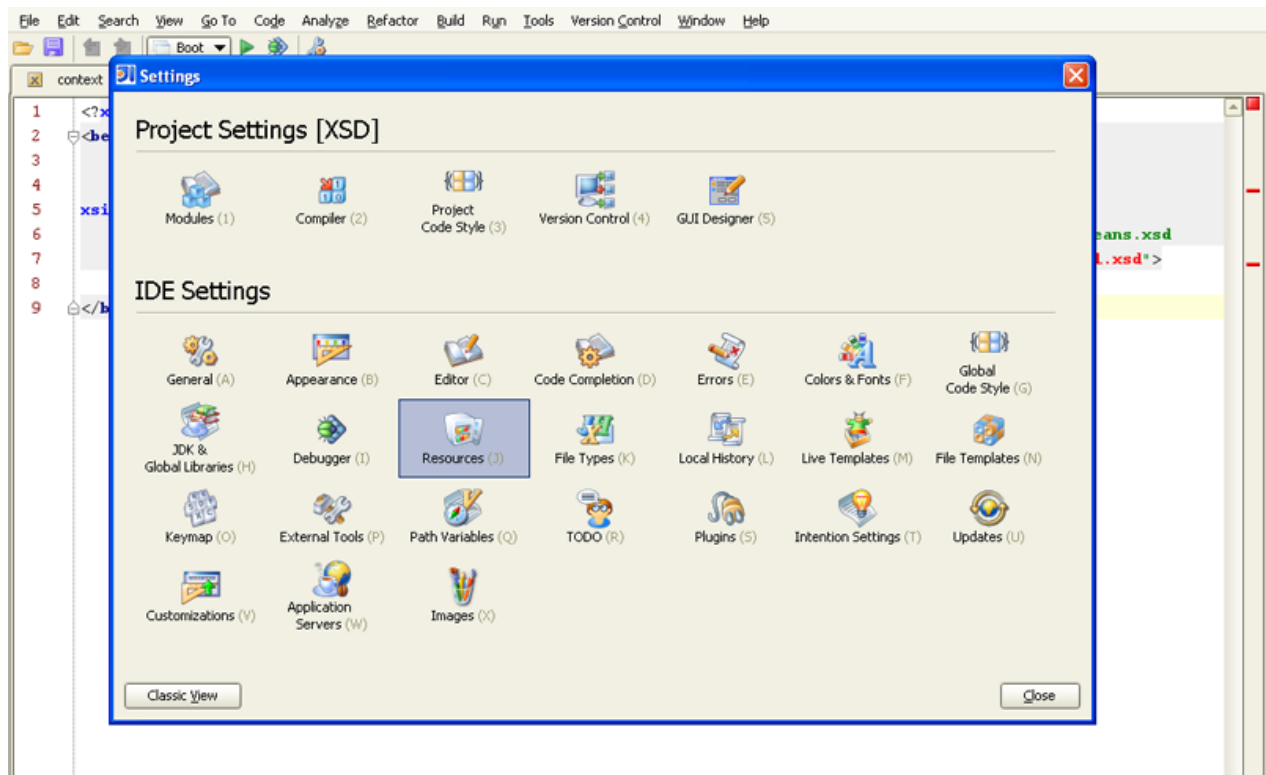 File Edit Search View Go To Code Analyze Refactor Build Run Tools Version Control Window Help
Boot
context
Settings
1 <?x
2 <be
3
4
5 xsi
6 eans.xsd
7 l.xsd">
8
9 </b
Project Settings [XSD]
Modules (1) Compiler (2) Project Code Style (3) Version Control (4) GUI Designer (5)
IDE Settings
General (A) Appearance (B) Editor (C) Code Completion (D) Errors (E) Colors & Fonts (F) Global Code Style (G)
JDK & Global Libraries (H) Debugger (I) Resources (J) File Types (K) Local History (L) Live Templates (M) File Templates (N)
Keymap (O) External Tools (P) Path Variables (Q) TODO (R) Plugins (S) Intention Settings (T) Updates (U)
Customizations (V) Application Servers (W) Images (X)
Classic View Close